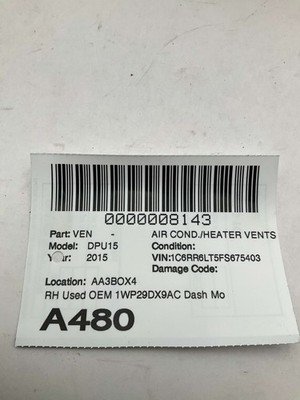 0000008143
Part: VEN - AIR COND./HEATER VENTS
Model: DPU15 Condition:
Year: 2015 VIN:1C6RR6LT5FS675403
Damage Code:
Location: AA3BOX4
RH Used OEM 1WP29DX9AC Dash Mo
A480